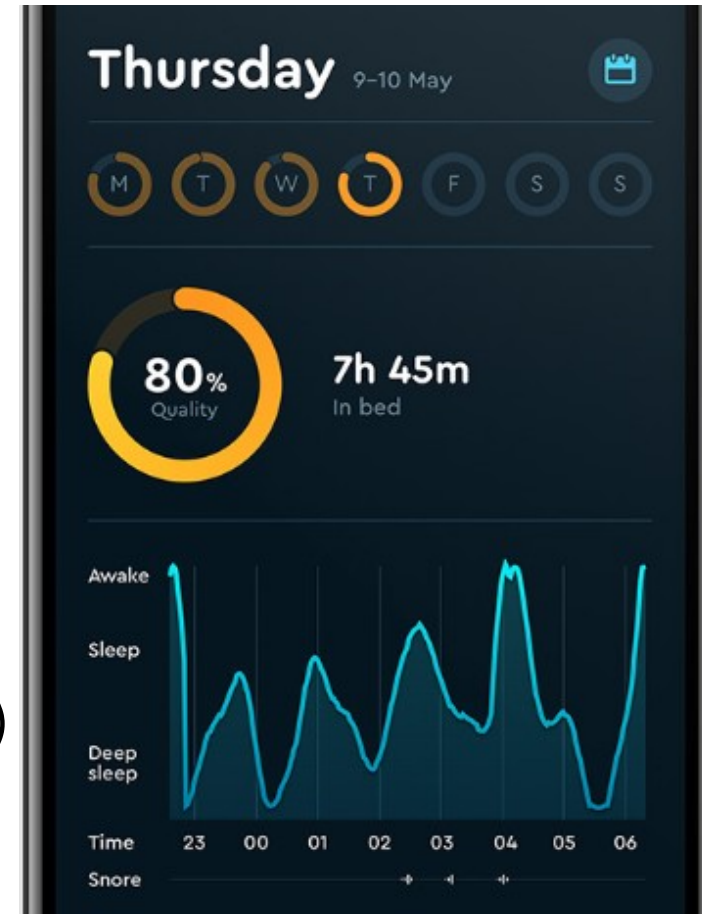 Thursday 9–10 May
M T W T F S S
80% 7h 45m
Quality In bed
Awake
Sleep
Deep
sleep
Time 23 00 01 02 03 04 05 06
Snore